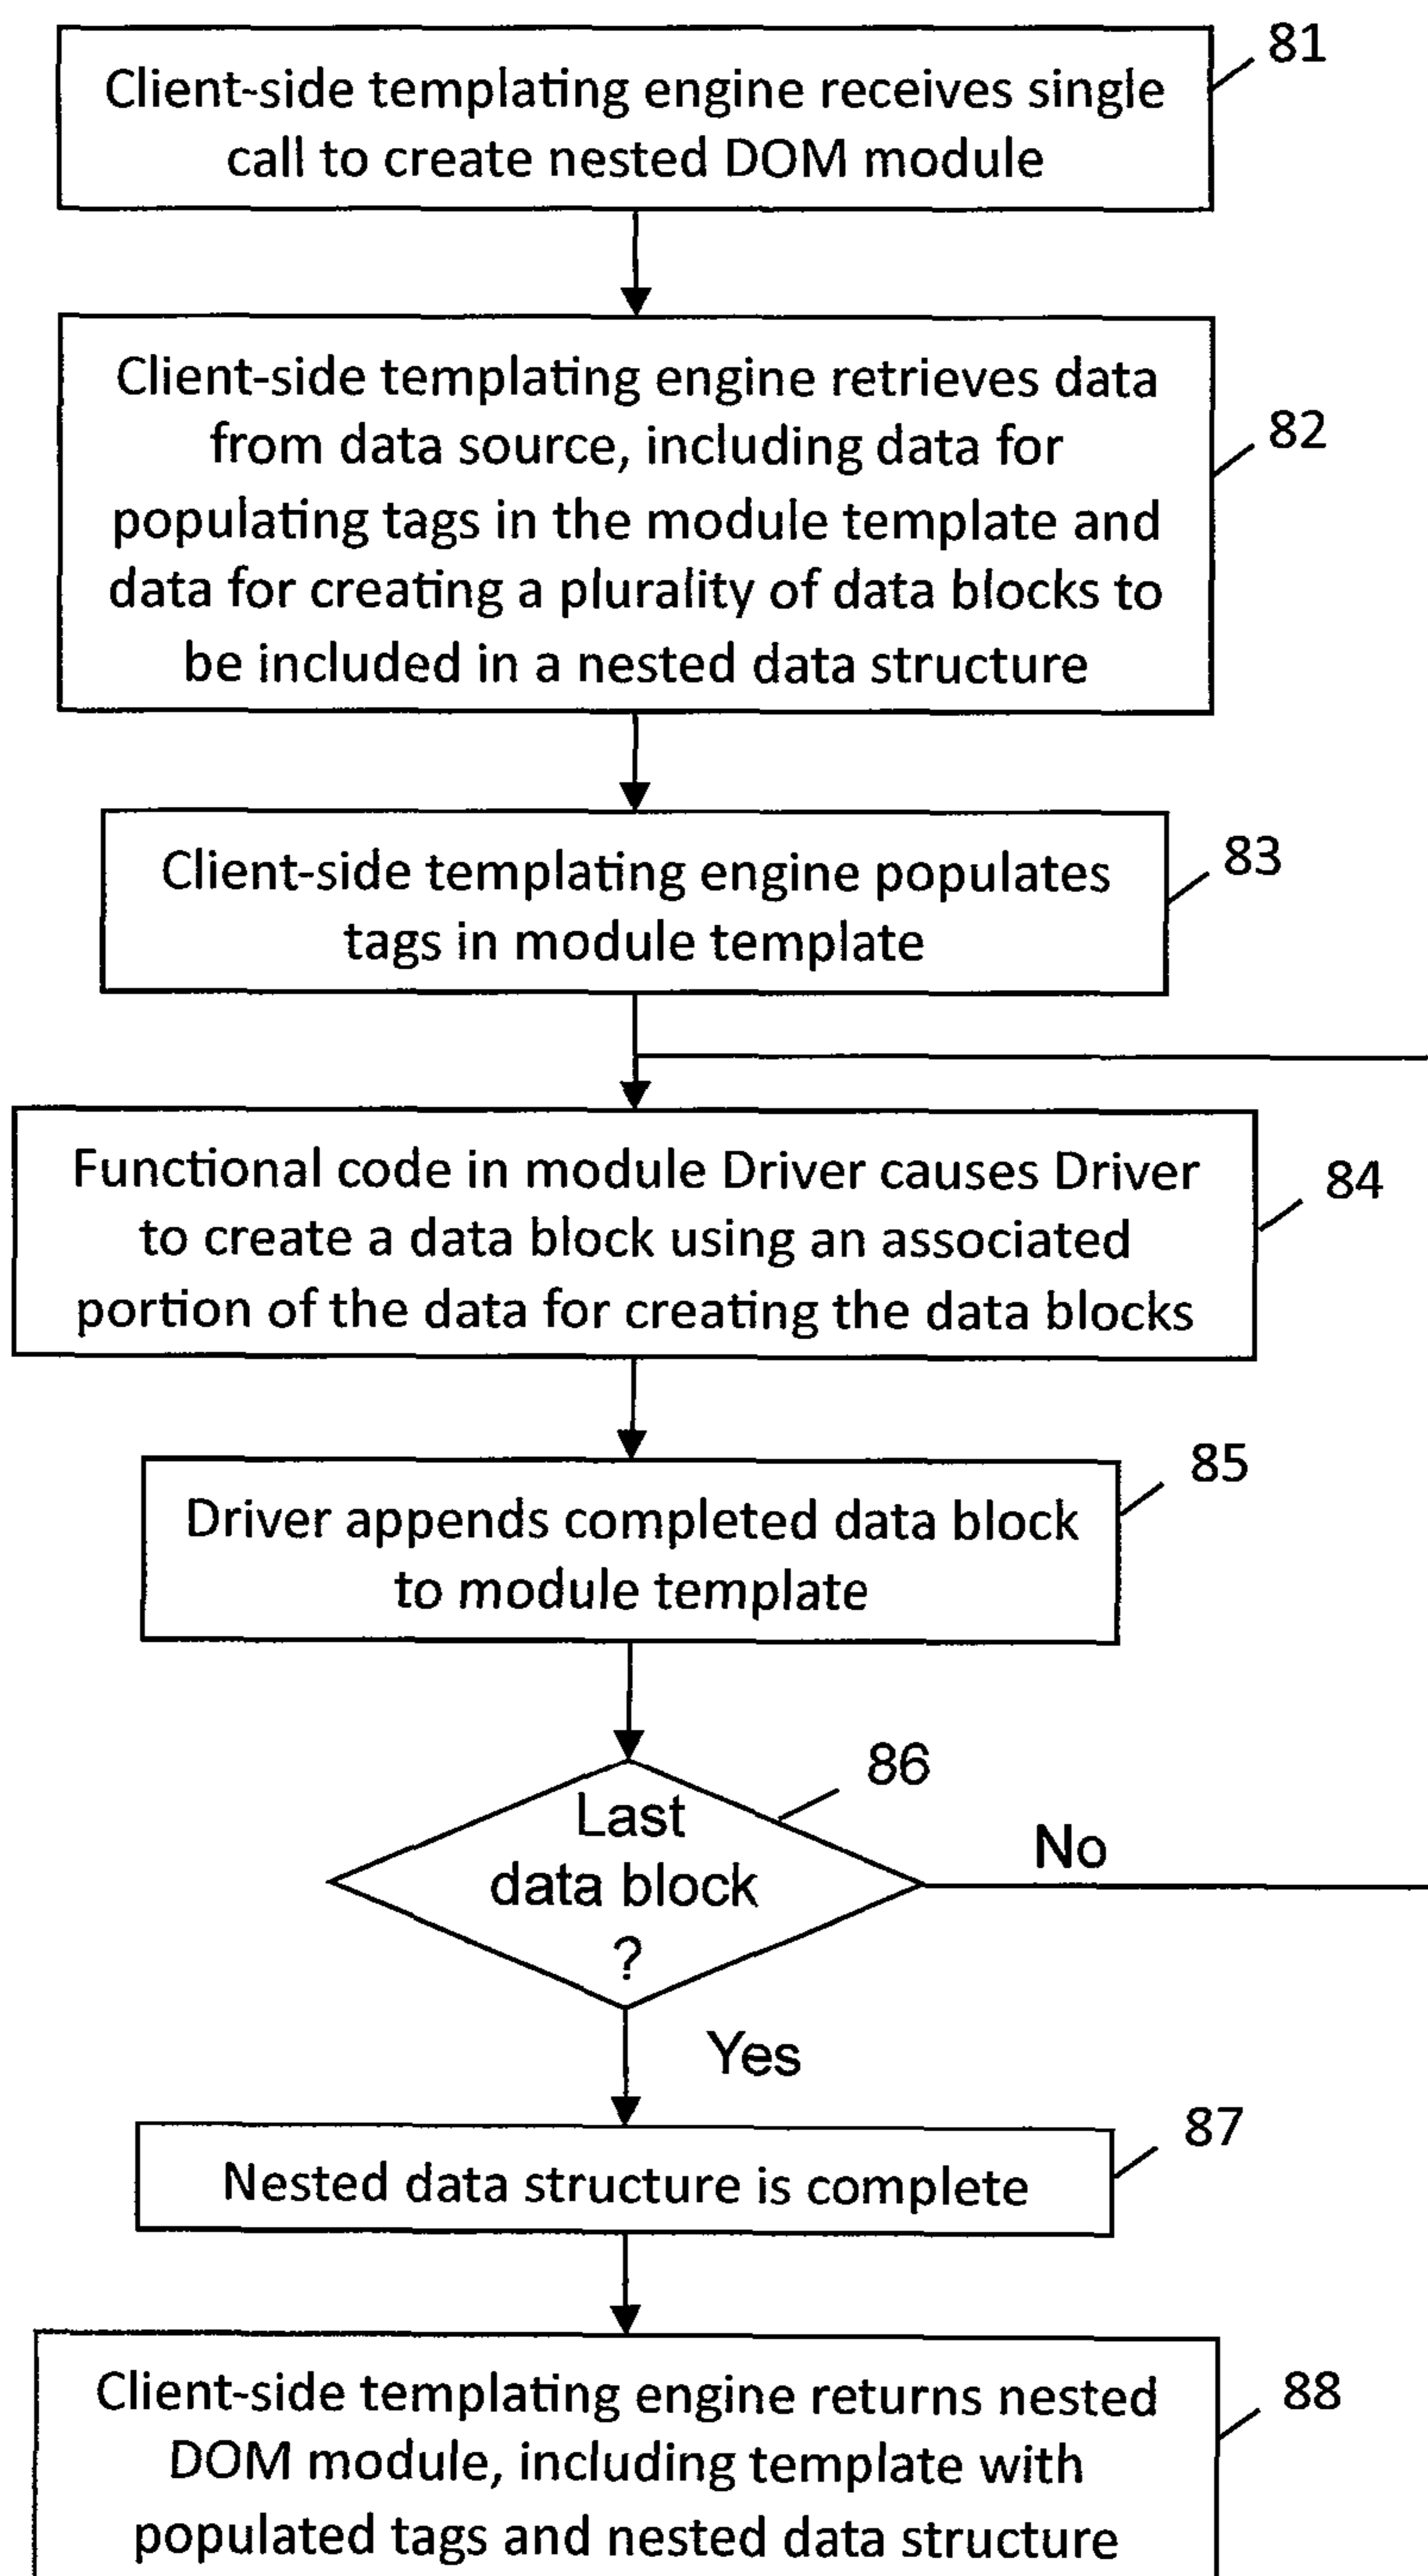 81
Client-side templating engine receives single
call to create nested DOM module
Client-side templating engine retrieves data
from data source, including data for
populating tags in the module template and
data for creating a plurality of data blocks to
be included in a nested data structure
82
Client-side templating engine populates
tags in module template
83
Functional code in module Driver causes Driver
to create a data block using an associated
portion of the data for creating the data blocks
84
Driver appends completed data block
to module template
85
86
Last
data block
?
No
Yes
Nested data structure is complete
87
Client-side templating engine returns nested
DOM module, including template with
populated tags and nested data structure
88